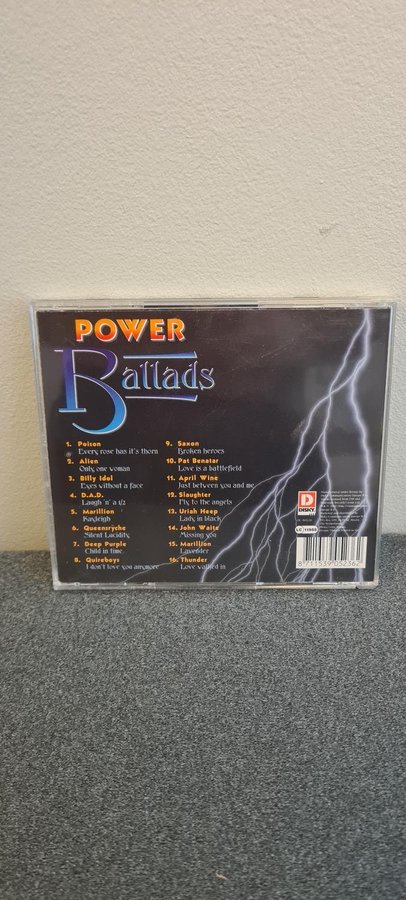 POWER
Ballads
1. Poison
Every rose has it's thorn
2. Alien
Only one woman
3. Billy Idol
Eyes without a face
4. D.A.D.
Laugh 'n' a 1/2
5. Marillion
Kayleigh
6. Queensrÿche
Silent Lucidity
7. Deep Purple
Child in time
8. Quireboys
I don't love you anymore
9. Saxon
Broken heroes
10. Pat Benatar
Love is a battlefield
11. April Wine
Just between you and me
12. Slaughter
Fly to the angels
13. Uriah Heep
Lady in black
14. John Waite
Missing you
15. Marillion
Lavender
16. Thunder
Love walked in
D
DISKY
8 711539 052362